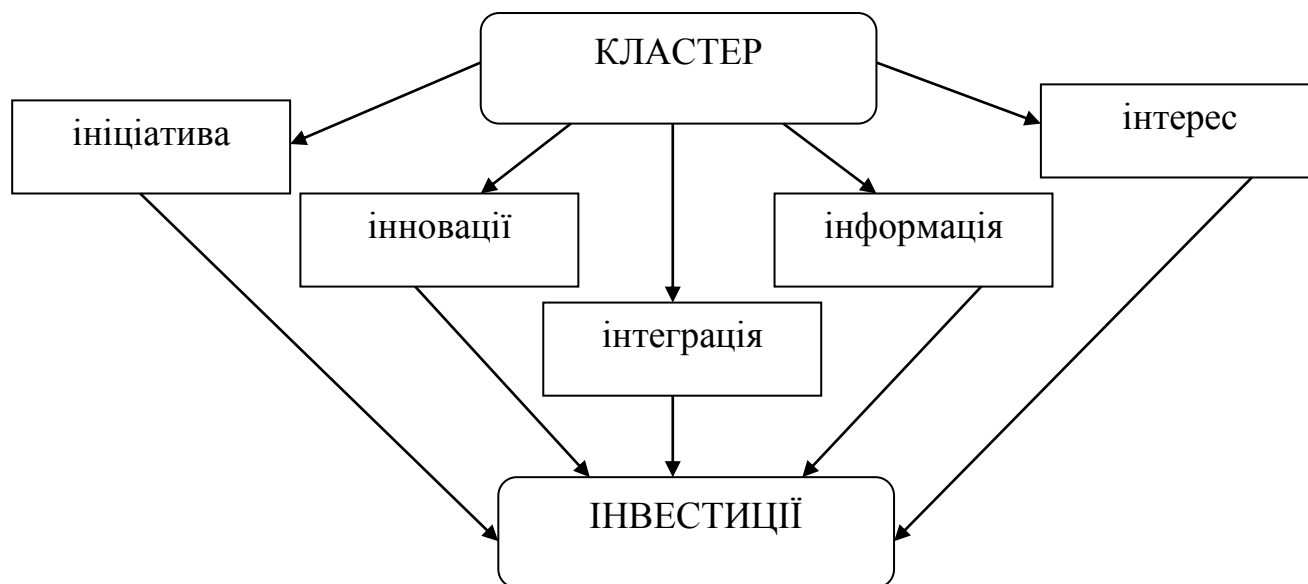 КЛАСТЕР
ініціатива
інтерес
інновації
інформація
інтеграція
ІНВЕСТИЦІЇ